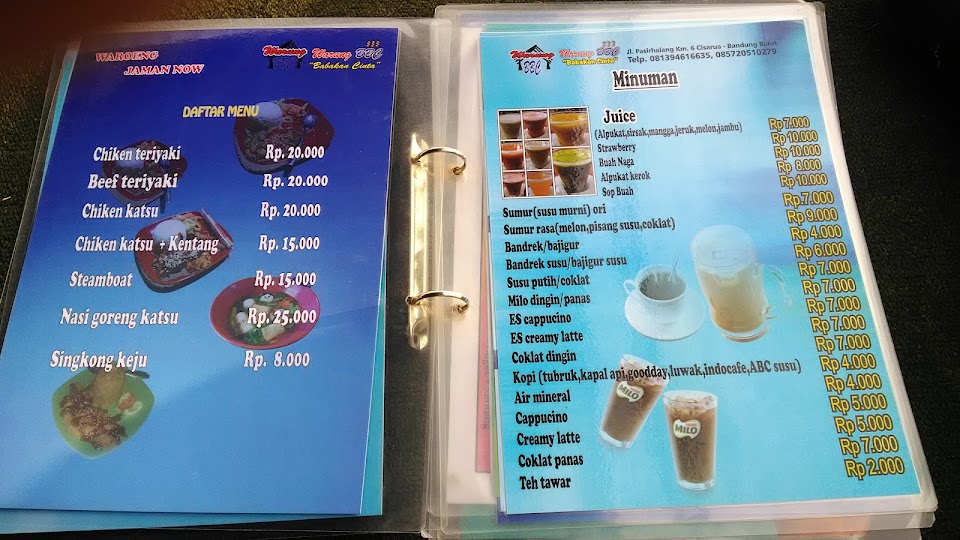 WAROENG
JAMAN NOW
Warung BBC
"Babakan Cinta"
DAFTAR MENU
Chiken teriyaki Rp. 20.000
Beef teriyaki Rp. 20.000
Chiken katsu Rp. 20.000
Chiken katsu + Kentang Rp. 15.000
Steamboat Rp. 15.000
Nasi goreng katsu Rp. 25.000
Singkong keju Rp. 8.000
Warung BBC
"Babakan Cinta"
Jl. Pasirhalang Km. 6 Cisarua - Bandung Barat
Telp. 081394616635, 085720510279
Minuman
Juice
(Alpukat,sirsak,mangga,jeruk,melon,jambu) Rp 7.000
Strawberry Rp 10.000
Buah Naga Rp 10.000
Alpukat kerok Rp 8.000
Sop Buah Rp 10.000
Sumur(susu murni) ori Rp.7.000
Sumur rasa(melon,pisang susu,coklat) Rp 9.000
Bandrek/bajigur Rp 4.000
Bandrek susu/bajigur susu Rp 6.000
Susu putih/coklat Rp 7.000
Milo dingin/panas Rp 7.000
ES cappucino Rp 7.000
ES creamy latte Rp 7.000
Coklat dingin Rp 7.000
Kopi (tubruk,kapal api,goodday,luwak,indocafe,ABC susu) Rp 4.000
Air mineral Rp 4.000
Cappucino Rp 5.000
Creamy latte Rp 5.000
Coklat panas Rp 7.000
Teh tawar Rp 2.000
MILO
MILO